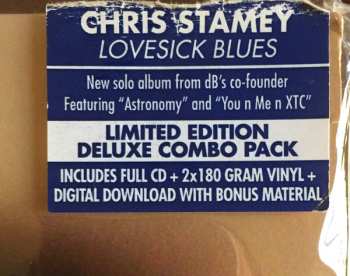 CHRIS STAMEY
LOVESICK BLUES
New solo album from dB's co-founder
Featuring "Astronomy" and "You n Me n XTC"
LIMITED EDITION
DELUXE COMBO PACK
INCLUDES FULL CD + 2x180 GRAM VINYL +
DIGITAL DOWNLOAD WITH BONUS MATERIAL